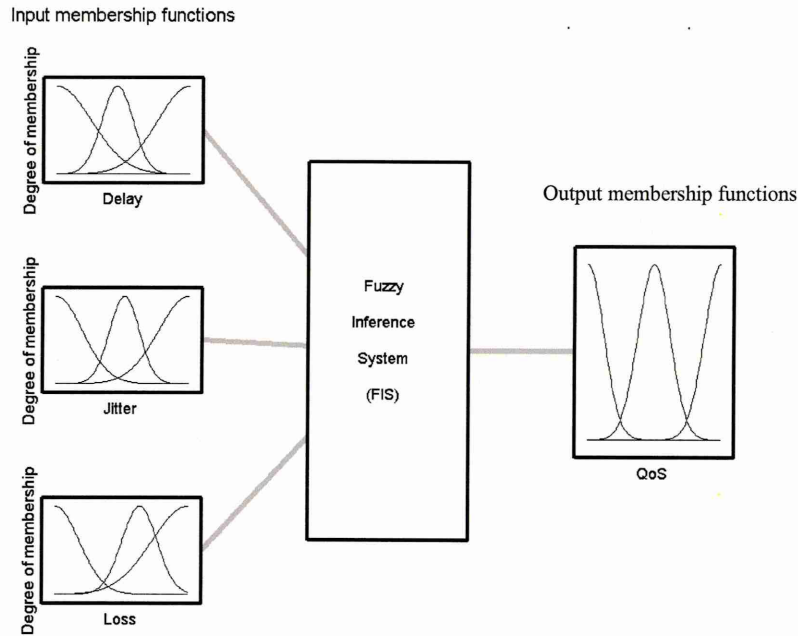 Input membership functions
Degree of membership
Delay
Degree of membership
Jitter
Degree of membership
Loss
Fuzzy
Inference
System
(FIS)
Output membership functions
QoS